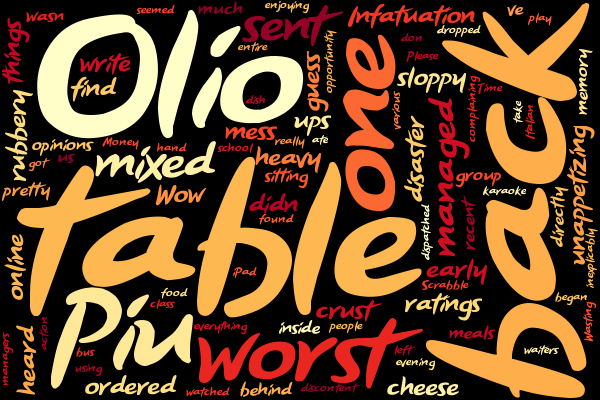 wasn
seemed
much
enjoying
Infatuation
ve
play
things
Olio
sent
entire
opportunity
don
Please
dropped
back
write
find
dish
guess
one
sloppy
complaining
Time
memory
rubbery
opinions
Money
hand
school
mess
ups
really
ate
various
disaster
managed
take
Italian
got
us
mixed
heavy
sitting
group
karaoke
unappetizing
pretty
table
Wow
didn
found
dispatched
recent
directly
inexplicably
online
iPad
early
Scrabble
began
wasting
Piu
food
class
everything
inside
people
crust
ratings
managers
heard
action
bus
using
worst
left
evening
meals
waiters
ordered
watched
behind
discontent
cheese